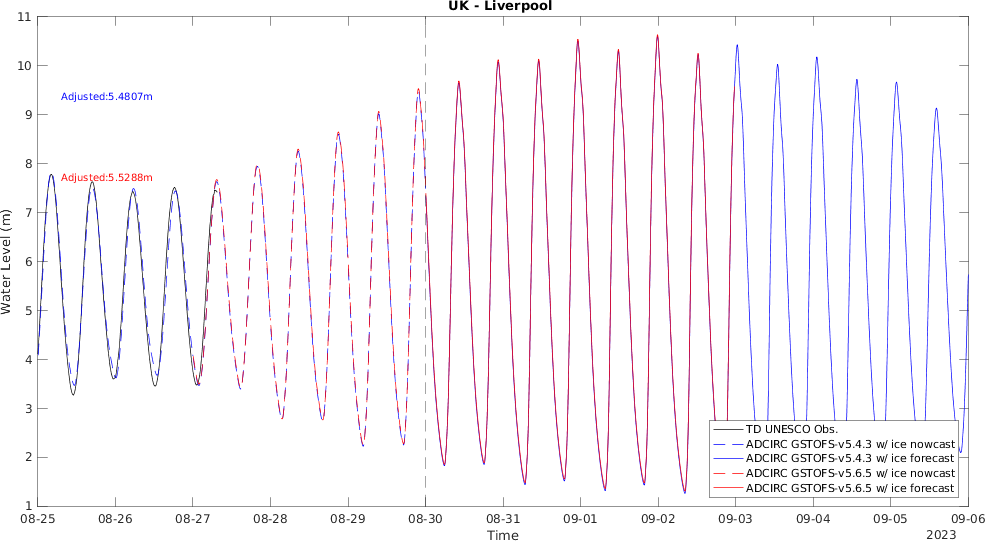 UK - Liverpool
11
10
9
8
7
6
5
4
3
2
1
Water Level (m)
Adjusted:5.4807m
Adjusted:5.5288m
TD UNESCO Obs.
ADCIRC GSTOFS-v5.4.3 w/ ice nowcast
ADCIRC GSTOFS-v5.4.3 w/ ice forecast
ADCIRC GSTOFS-v5.6.5 w/ ice nowcast
ADCIRC GSTOFS-v5.6.5 w/ ice forecast
08-25 08-26 08-27 08-28 08-29 08-30 08-31 09-01 09-02 09-03 09-04 09-05 09-06
Time
2023